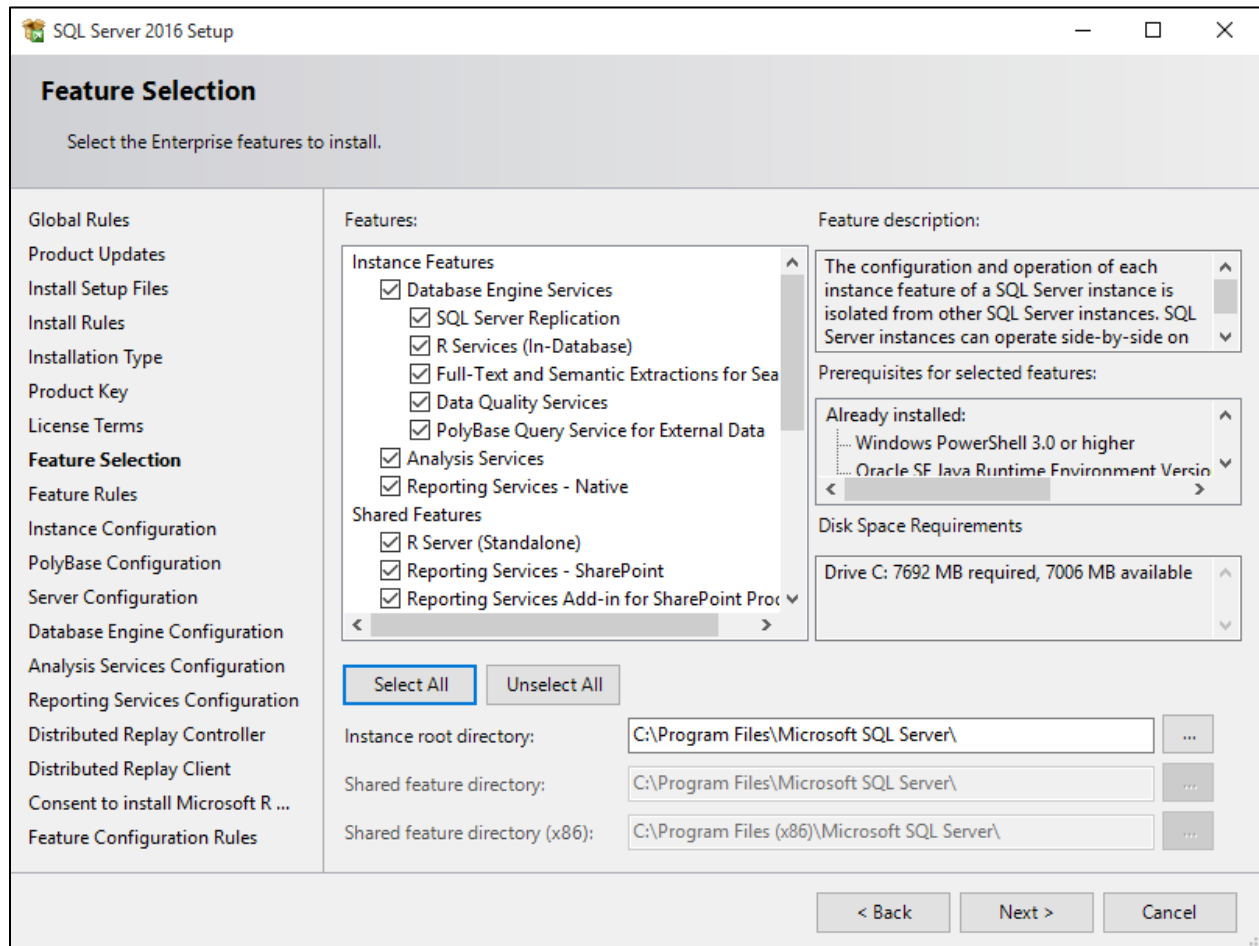 SQL Server 2016 Setup
Feature Selection
Select the Enterprise features to install.
Global Rules
Product Updates
Install Setup Files
Install Rules
Installation Type
Product Key
License Terms
Feature Selection
Feature Rules
Instance Configuration
PolyBase Configuration
Server Configuration
Database Engine Configuration
Analysis Services Configuration
Reporting Services Configuration
Distributed Replay Controller
Distributed Replay Client
Consent to install Microsoft R ...
Feature Configuration Rules
Features:
Instance Features
Database Engine Services
SQL Server Replication
R Services (In-Database)
Full-Text and Semantic Extractions for Sea
Data Quality Services
PolyBase Query Service for External Data
Analysis Services
Reporting Services - Native
Shared Features
R Server (Standalone)
Reporting Services - SharePoint
Reporting Services Add-in for SharePoint Proc
Feature description:
The configuration and operation of each
instance feature of a SQL Server instance is
isolated from other SQL Server instances. SQL
Server instances can operate side-by-side on
Prerequisites for selected features:
Already installed:
Windows PowerShell 3.0 or higher
Oracle SE Java Runtime Environment Versio
Disk Space Requirements
Drive C: 7692 MB required, 7006 MB available
Select All
Unselect All
Instance root directory:
C:\Program Files\Microsoft SQL Server\
...
Shared feature directory:
C:\Program Files\Microsoft SQL Server\
...
Shared feature directory (x86):
C:\Program Files (x86)\Microsoft SQL Server\
...
< Back
Next >
Cancel